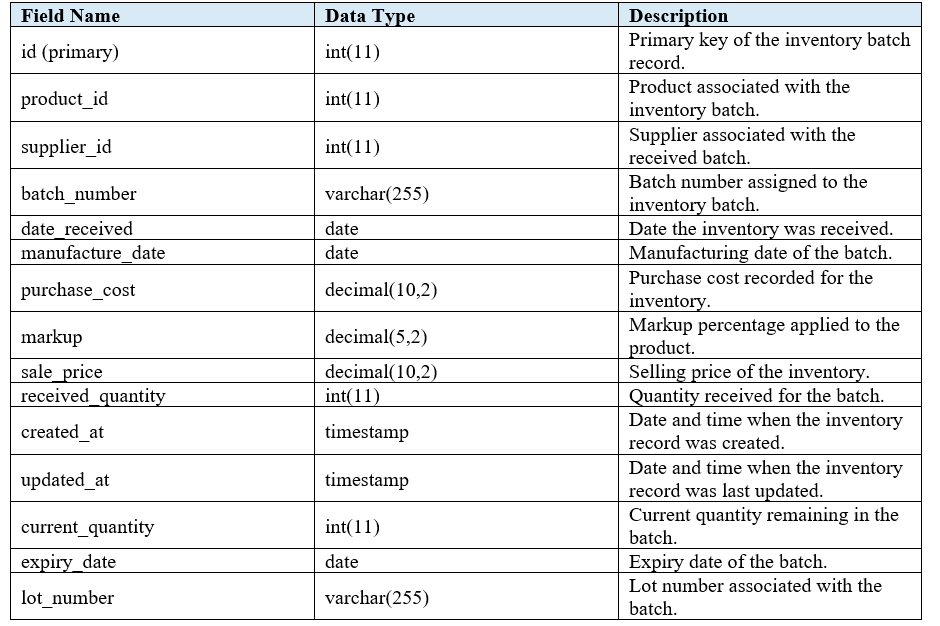 Field Name Data Type Description
id (primary) int(11) Primary key of the inventory batch
record.
product_id int(11) Product associated with the
inventory batch.
supplier_id int(11) Supplier associated with the
received batch.
batch_number varchar(255) Batch number assigned to the
inventory batch.
date_received date Date the inventory was received.
manufacture_date date Manufacturing date of the batch.
purchase_cost decimal(10,2) Purchase cost recorded for the
inventory.
markup decimal(5,2) Markup percentage applied to the
product.
sale_price decimal(10,2) Selling price of the inventory.
received_quantity int(11) Quantity received for the batch.
created_at timestamp Date and time when the inventory
record was created.
updated_at timestamp Date and time when the inventory
record was last updated.
current_quantity int(11) Current quantity remaining in the
batch.
expiry_date date Expiry date of the batch.
lot_number varchar(255) Lot number associated with the
batch.